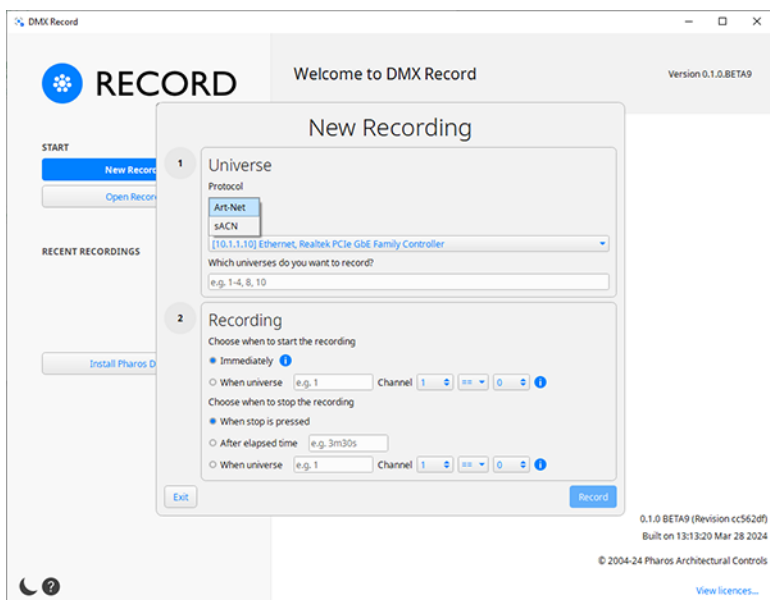 DMX Record
RECORD
Welcome to DMX Record
Version 0.1.0.BETA9
START
New Record
Open Recor
RECENT RECORDINGS
Install Pharos D
New Recording
1
Universe
Protocol
Art-Net
sACN
[10.1.1.10] Ethernet, Realtek PCIe GbE Family Controller
Which universes do you want to record?
e.g. 1-4, 8, 10
2
Recording
Choose when to start the recording
Immediately
When universe e.g. 1 Channel 1 == 0
Choose when to stop the recording
When stop is pressed
After elapsed time e.g. 3m30s
When universe e.g. 1 Channel 1 == 0
Exit
Record
0.1.0 BETA9 (Revision cc562df)
Built on 13:13:20 Mar 28 2024
© 2004-24 Pharos Architectural Controls
View licences...